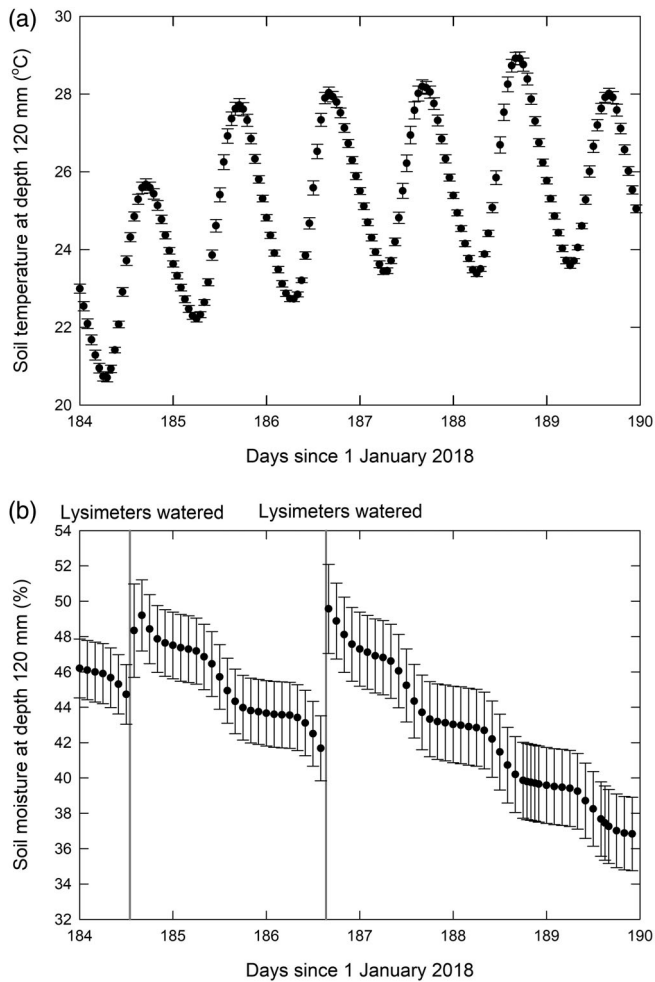 (a)
Soil temperature at depth 120 mm (°C)
30
28
26
24
22
20
184 185 186 187 188 189 190
Days since 1 January 2018
(b)
Lysimeters watered Lysimeters watered
Soil moisture at depth 120 mm (%)
54
52
50
48
46
44
42
40
38
36
34
32
184 185 186 187 188 189 190
Days since 1 January 2018